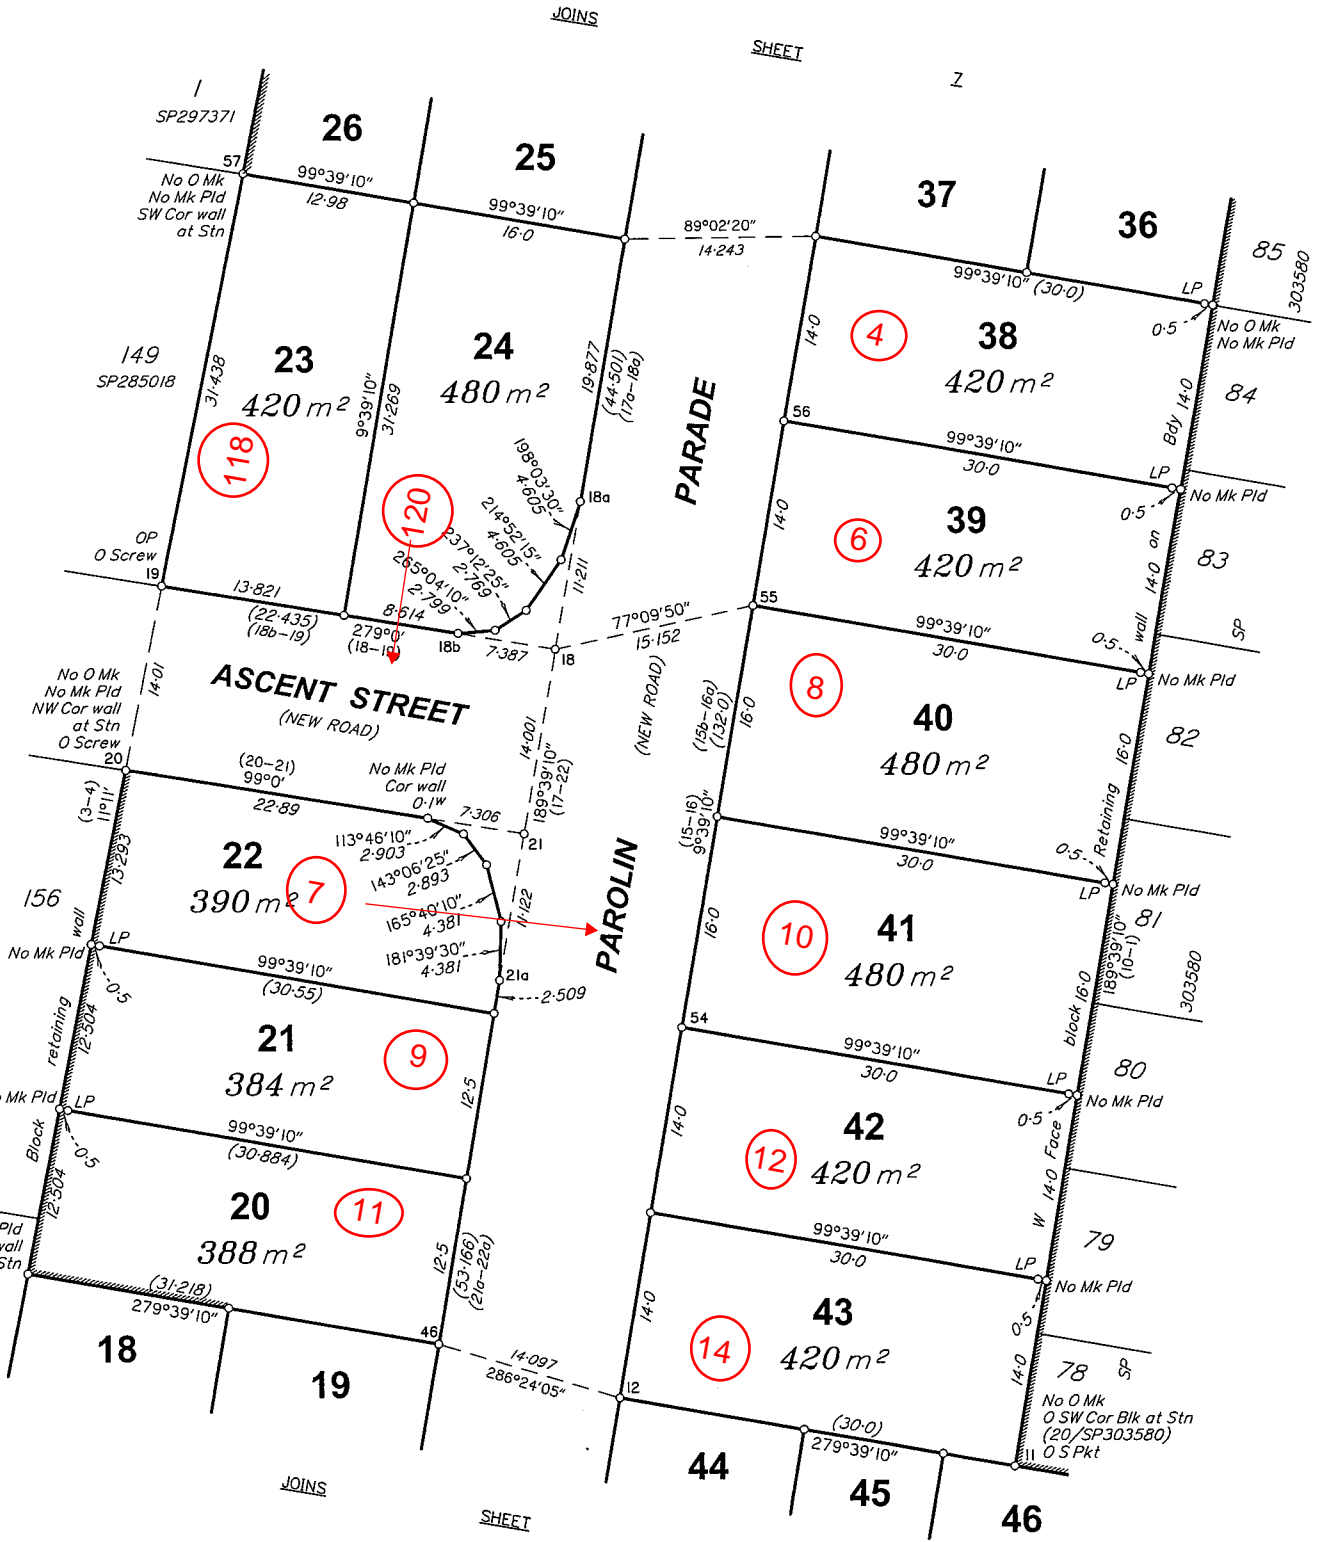 JOINS
SHEET
7
1
SP297371
26
25
37
36
85
303580
57
99°39'10"
12·98
99°39'10"
16·0
89°02'20"
14·243
99°39'10" (30·0)
LP
0·5
No O Mk
No Mk Pld
SW Cor wall
at Stn
No O Mk
No Mk Pld
149
SP285018
31·438
23
420 m²
118
9°39'10"
31·269
24
480 m²
120
19·877
(44·501)
(17a-18a)
PARADE
14·0
4
38
420 m²
Bdy
14·0
84
56
99°39'10"
30·0
LP
0·5
No Mk Pld
198°03'30"
4·605
18a
214°52'15"
4·605
237°12'25"
2·769
265°04'10"
2·799
11·211
14·0
6
39
420 m²
wall on
14·0
83
SP
OP
O Screw
19
13·821
(22·435)
(18b-19)
8·614
279°0'
(18-19)
18b
7·387
18
77°09'50"
15·152
55
99°39'10"
30·0
0·5
LP
No Mk Pld
14·01
ASCENT STREET
(NEW ROAD)
(NEW ROAD)
(15b-16a)
(132·0)
16·0
8
40
480 m²
16·0
82
No O Mk
No Mk Pld
NW Cor wall
at Stn
O Screw
20
(20-21)
99°0'
22·89
No Mk Pld
Cor wall
0·1w
7·306
14·001
189°39'10"
(17-22)
21
(15-16)
9°39'10"
99°39'10"
30·0
Retaining
0·5
LP
No Mk Pld
(3-4)
11°11'
13·293
22
390 m²
7
113°46'10"
2·903
143°06'25"
2·893
165°40'10"
4·381
181°39'30"
4·381
11·122
21a
2·509
PAROLIN
16·0
10
41
480 m²
81
189°39'10"
(10-1)
16·0
303580
156
wall
No Mk Pld
LP
0·5
99°39'10"
(30·55)
54
99°39'10"
30·0
block
LP
0·5
No Mk Pld
80
retaining
12·504
21
384 m²
9
12·5
14·0
12
42
420 m²
Face
14·0
W
Mk Pld
LP
0·5
99°39'10"
(30·884)
Block
12·504
20
388 m²
11
12·5
(53·166)
(21a-22a)
99°39'10"
30·0
LP
0·5
No Mk Pld
79
Pld
wall
Stn
(31·218)
279°39'10"
46
14·097
286°24'05"
14·0
14
43
420 m²
14·0
78
SP
18
19
12
(30·0)
279°39'10"
11
No O Mk
O SW Cor Blk at Stn
(20/SP303580)
O S Pkt
44
45
46
JOINS
SHEET